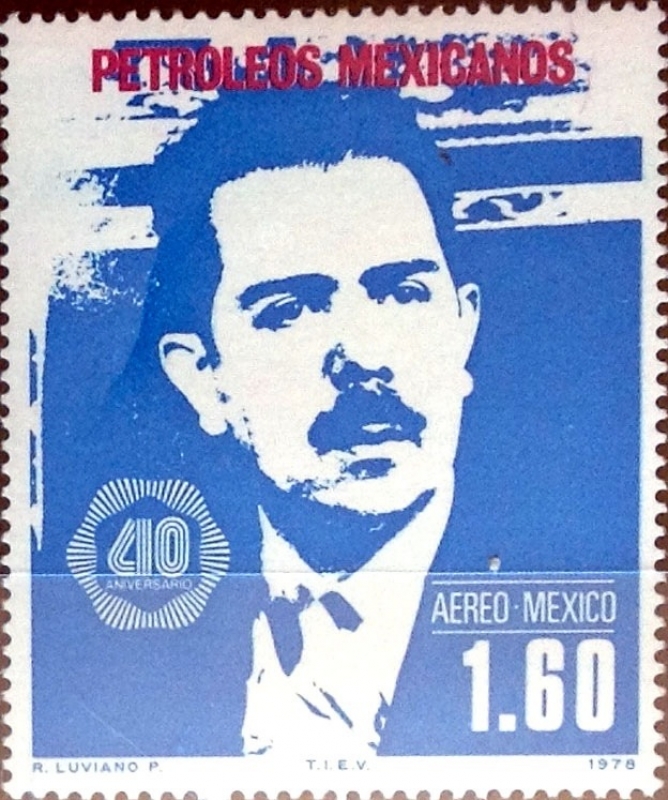 PETROLEOS MEXICANOS
40
ANIVERSARIO
AEREO · MEXICO
1.60
R. LUVIANO P. T.I.E.V. 1978